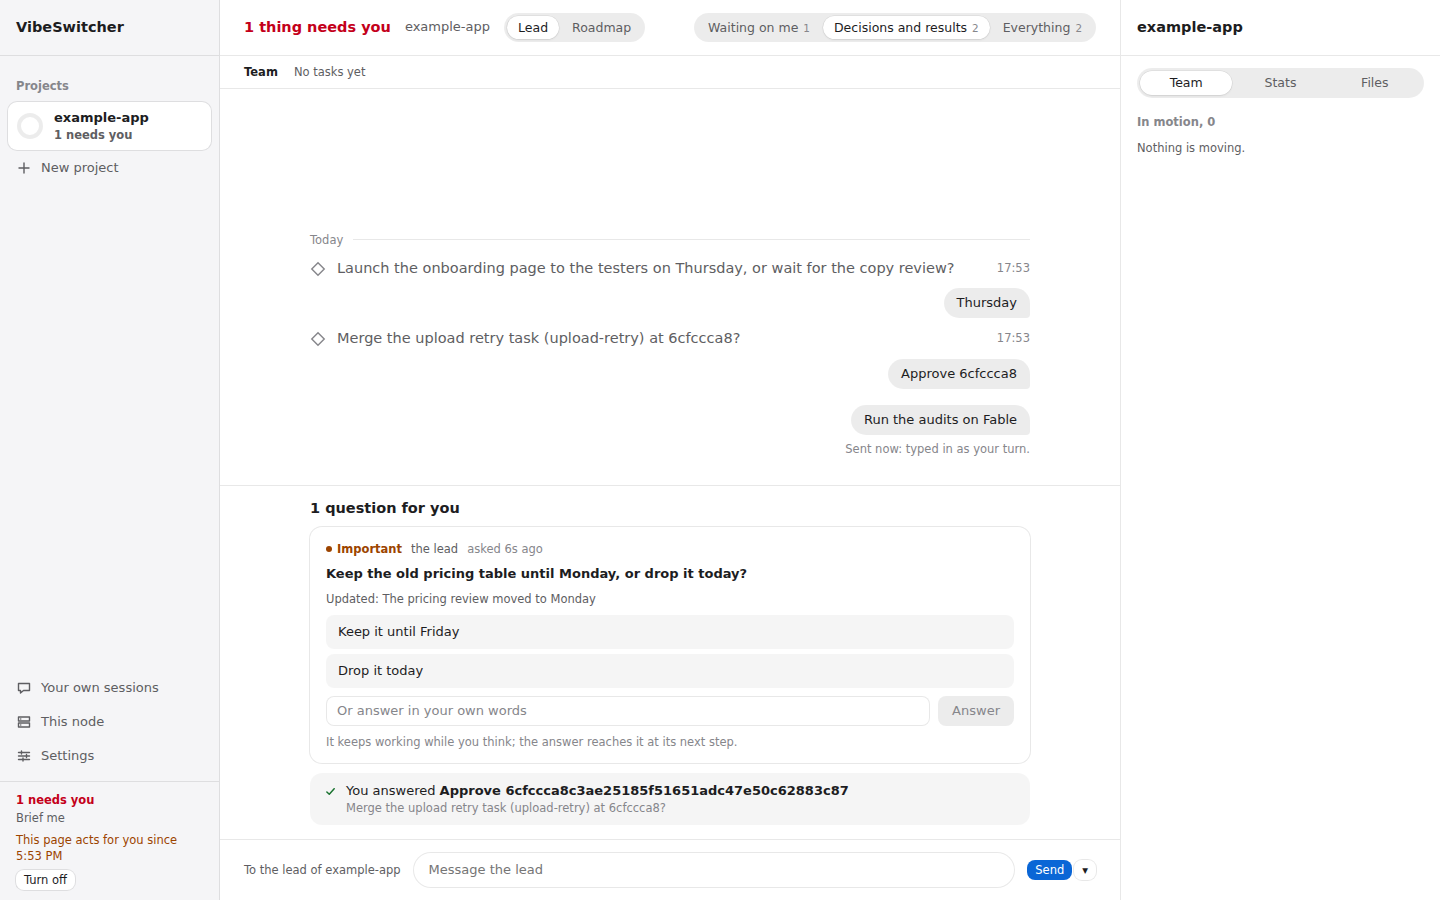 VibeSwitcher
Projects
example-app
1 needs you
New project
Your own sessions
This node
Settings
1 needs you
Brief me
This page acts for you since
5:53 PM
Turn off
1 thing needs you example-app Lead Roadmap Waiting on me 1 Decisions and results 2 Everything 2
Team No tasks yet
Today
Launch the onboarding page to the testers on Thursday, or wait for the copy review? 17:53
Thursday
Merge the upload retry task (upload-retry) at 6cfccca8? 17:53
Approve 6cfccca8
Run the audits on Fable
Sent now: typed in as your turn.
1 question for you
Important the lead asked 6s ago
Keep the old pricing table until Monday, or drop it today?
Updated: The pricing review moved to Monday
Keep it until Friday
Drop it today
Or answer in your own words Answer
It keeps working while you think; the answer reaches it at its next step.
You answered Approve 6cfccca8c3ae25185f51651adc47e50c62883c87
Merge the upload retry task (upload-retry) at 6cfccca8?
To the lead of example-app Message the lead Send
example-app
Team Stats Files
In motion, 0
Nothing is moving.